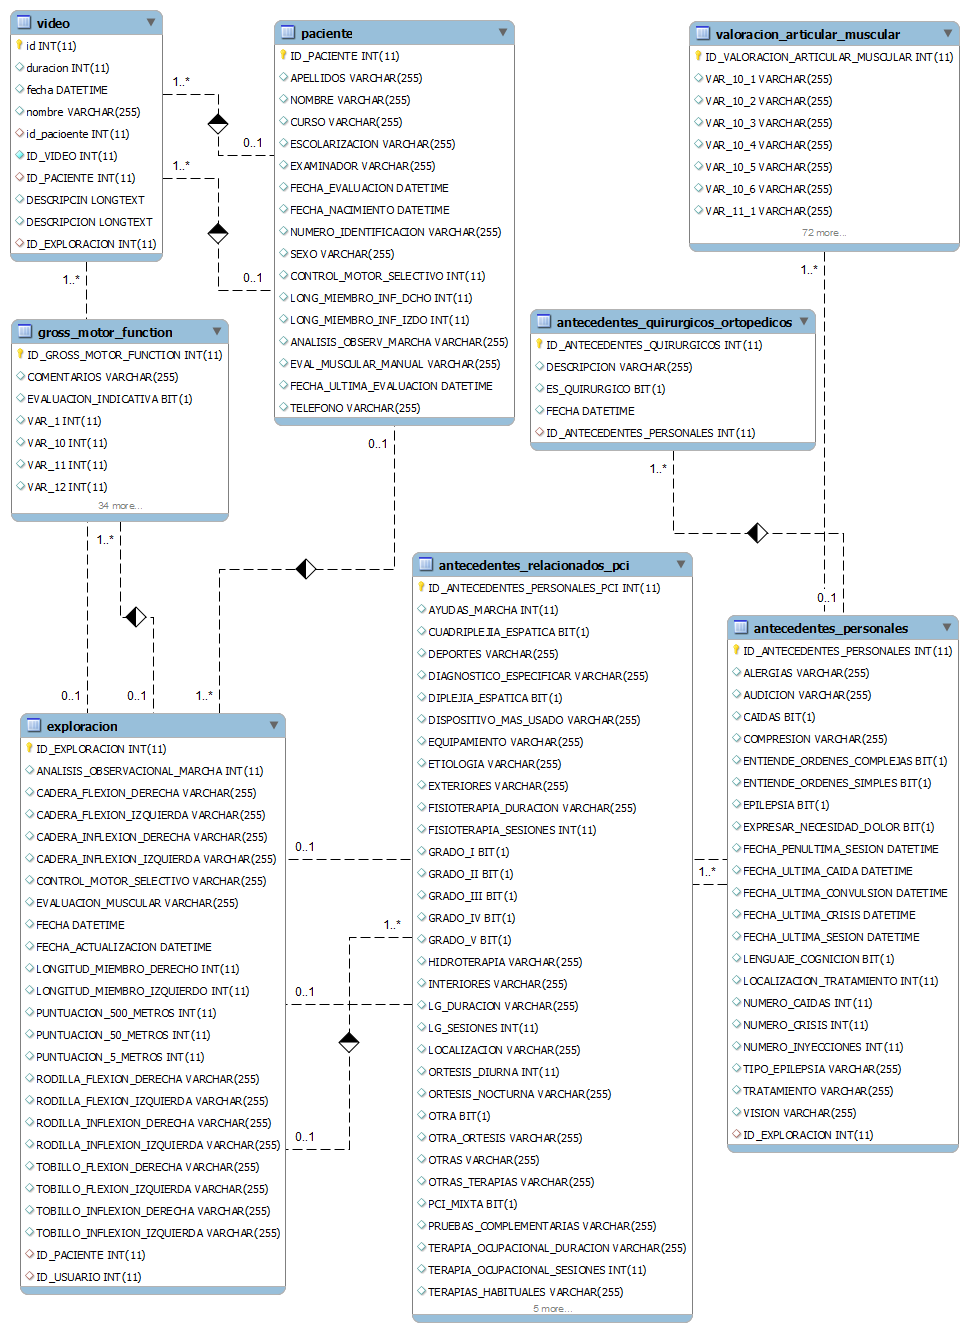 video
id INT(11)
duracion INT(11)
fecha DATETIME
nombre VARCHAR(255)
id_pacioente INT(11)
ID_VIDEO INT(11)
ID_PACIENTE INT(11)
DESCRIPCIN LONGTEXT
DESCRIPCION LONGTEXT
ID_EXPLORACION INT(11)
1..*
0..1
1..*
0..1
1..*
paciente
ID_PACIENTE INT(11)
APELLIDOS VARCHAR(255)
NOMBRE VARCHAR(255)
CURSO VARCHAR(255)
ESCOLARIZACION VARCHAR(255)
EXAMINADOR VARCHAR(255)
FECHA_EVALUACION DATETIME
FECHA_NACIMIENTO DATETIME
NUMERO_IDENTIFICACION VARCHAR(255)
SEXO VARCHAR(255)
CONTROL_MOTOR_SELECTIVO INT(11)
LONG_MIEMBRO_INF_DCHO INT(11)
LONG_MIEMBRO_INF_IZDO INT(11)
ANALISIS_OBSERV_MARCHA VARCHAR(255)
EVAL_MUSCULAR_MANUAL VARCHAR(255)
FECHA_ULTIMA_EVALUACION DATETIME
TELEFONO VARCHAR(255)
0..1
valoracion_articular_muscular
ID_VALORACION_ARTICULAR_MUSCULAR INT(11)
VAR_10_1 VARCHAR(255)
VAR_10_2 VARCHAR(255)
VAR_10_3 VARCHAR(255)
VAR_10_4 VARCHAR(255)
VAR_10_5 VARCHAR(255)
VAR_10_6 VARCHAR(255)
VAR_11_1 VARCHAR(255)
72 more...
1..*
gross_motor_function
ID_GROSS_MOTOR_FUNCTION INT(11)
COMENTARIOS VARCHAR(255)
EVALUACION_INDICATIVA BIT(1)
VAR_1 INT(11)
VAR_10 INT(11)
VAR_11 INT(11)
VAR_12 INT(11)
34 more...
1..*
antecedentes_quirurgicos_ortopedicos
ID_ANTECEDENTES_QUIRURGICOS INT(11)
DESCRIPCION VARCHAR(255)
ES_QUIRURGICO BIT(1)
FECHA DATETIME
ID_ANTECEDENTES_PERSONALES INT(11)
1..*
0..1
0..1
0..1
1..*
exploracion
ID_EXPLORACION INT(11)
ANALISIS_OBSERVACIONAL_MARCHA INT(11)
CADERA_FLEXION_DERECHA VARCHAR(255)
CADERA_FLEXION_IZQUIERDA VARCHAR(255)
CADERA_INFLEXION_DERECHA VARCHAR(255)
CADERA_INFLEXION_IZQUIERDA VARCHAR(255)
CONTROL_MOTOR_SELECTIVO VARCHAR(255)
EVALUACION_MUSCULAR VARCHAR(255)
FECHA DATETIME
FECHA_ACTUALIZACION DATETIME
LONGITUD_MIEMBRO_DERECHO INT(11)
LONGITUD_MIEMBRO_IZQUIERDO INT(11)
PUNTUACION_500_METROS INT(11)
PUNTUACION_50_METROS INT(11)
PUNTUACION_5_METROS INT(11)
RODILLA_FLEXION_DERECHA VARCHAR(255)
RODILLA_FLEXION_IZQUIERDA VARCHAR(255)
RODILLA_INFLEXION_DERECHA VARCHAR(255)
RODILLA_INFLEXION_IZQUIERDA VARCHAR(255)
TOBILLO_FLEXION_DERECHA VARCHAR(255)
TOBILLO_FLEXION_IZQUIERDA VARCHAR(255)
TOBILLO_INFLEXION_DERECHA VARCHAR(255)
TOBILLO_INFLEXION_IZQUIERDA VARCHAR(255)
ID_PACIENTE INT(11)
ID_USUARIO INT(11)
0..1
1..*
0..1
0..1
antecedentes_relacionados_pci
ID_ANTECEDENTES_PERSONALES_PCI INT(11)
AYUDAS_MARCHA INT(11)
CUADRIPLEJIA_ESPATICA BIT(1)
DEPORTES VARCHAR(255)
DIAGNOSTICO_ESPECIFICAR VARCHAR(255)
DIPLEJIA_ESPATICA BIT(1)
DISPOSITIVO_MAS_USADO VARCHAR(255)
EQUIPAMIENTO VARCHAR(255)
ETIOLOGIA VARCHAR(255)
EXTERIORES VARCHAR(255)
FISIOTERAPIA_DURACION VARCHAR(255)
FISIOTERAPIA_SESIONES INT(11)
GRADO_I BIT(1)
GRADO_II BIT(1)
GRADO_III BIT(1)
GRADO_IV BIT(1)
GRADO_V BIT(1)
HIDROTERAPIA VARCHAR(255)
INTERIORES VARCHAR(255)
LG_DURACION VARCHAR(255)
LG_SESIONES INT(11)
LOCALIZACION VARCHAR(255)
ORTESIS_DIURNA INT(11)
ORTESIS_NOCTURNA VARCHAR(255)
OTRA BIT(1)
OTRA_ORTESIS VARCHAR(255)
OTRAS VARCHAR(255)
OTRAS_TERAPIAS VARCHAR(255)
PCI_MIXTA BIT(1)
PRUEBAS_COMPLEMENTARIAS VARCHAR(255)
TERAPIA_OCUPACIONAL_DURACION VARCHAR(255)
TERAPIA_OCUPACIONAL_SESIONES INT(11)
TERAPIAS_HABITUALES VARCHAR(255)
5 more...
1..*
0..1
antecedentes_personales
ID_ANTECEDENTES_PERSONALES INT(11)
ALERGIAS VARCHAR(255)
AUDICION VARCHAR(255)
CAIDAS BIT(1)
COMPRESION VARCHAR(255)
ENTIENDE_ORDENES_COMPLEJAS BIT(1)
ENTIENDE_ORDENES_SIMPLES BIT(1)
EPILEPSIA BIT(1)
EXPRESAR_NECESIDAD_DOLOR BIT(1)
FECHA_PENULTIMA_SESION DATETIME
FECHA_ULTIMA_CAIDA DATETIME
FECHA_ULTIMA_CONVULSION DATETIME
FECHA_ULTIMA_CRISIS DATETIME
FECHA_ULTIMA_SESION DATETIME
LENGUAJE_COGNICION BIT(1)
LOCALIZACION_TRATAMIENTO INT(11)
NUMERO_CAIDAS INT(11)
NUMERO_CRISIS INT(11)
NUMERO_INYECCIONES INT(11)
TIPO_EPILEPSIA VARCHAR(255)
TRATAMIENTO VARCHAR(255)
VISION VARCHAR(255)
ID_EXPLORACION INT(11)